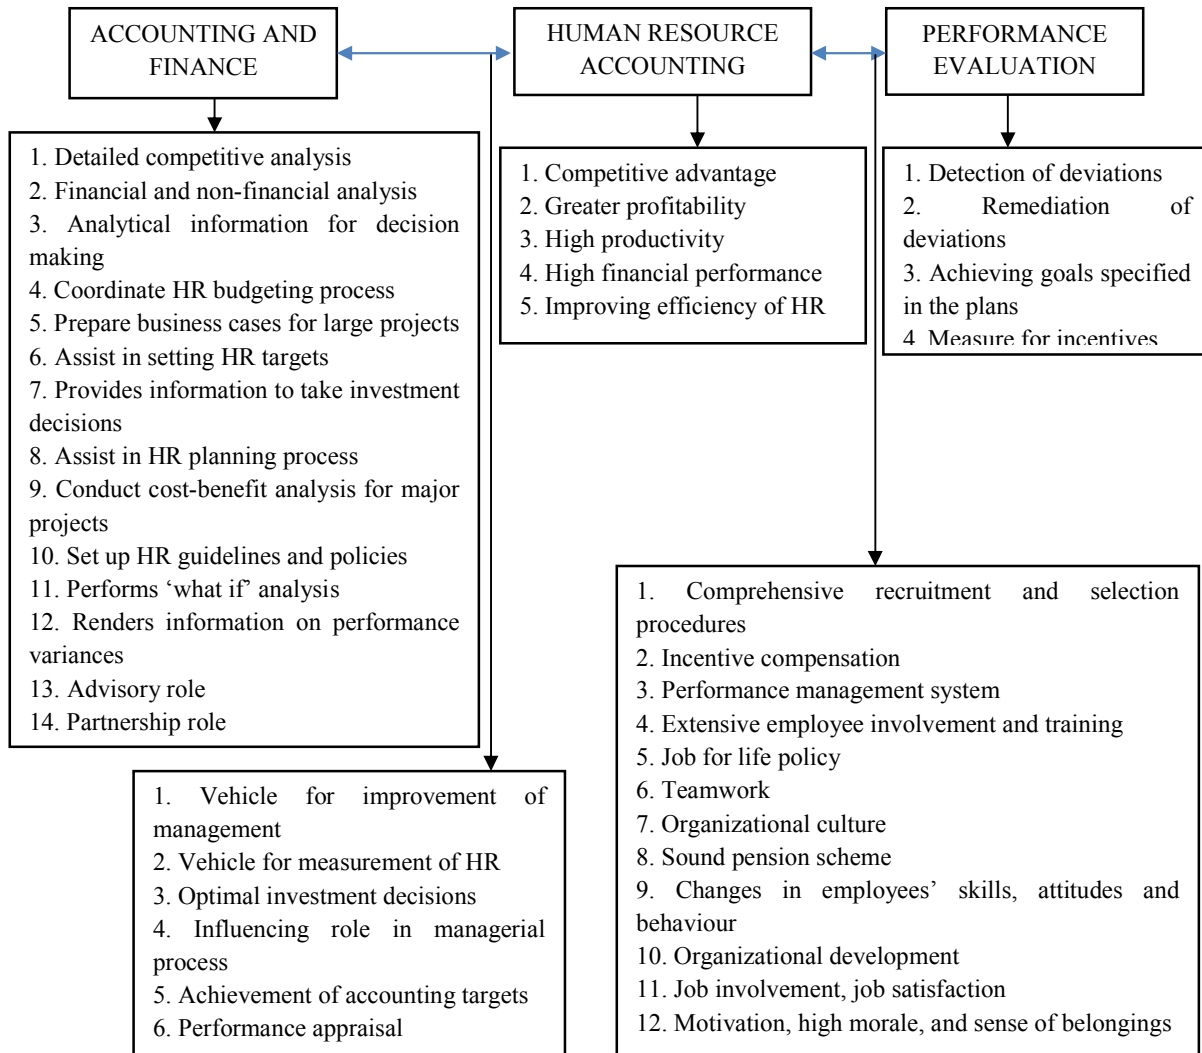 ACCOUNTING AND
FINANCE
HUMAN RESOURCE
ACCOUNTING
PERFORMANCE
EVALUATION
1. Detailed competitive analysis
2. Financial and non-financial analysis
3. Analytical information for decision
making
4. Coordinate HR budgeting process
5. Prepare business cases for large projects
6. Assist in setting HR targets
7. Provides information to take investment
decisions
8. Assist in HR planning process
9. Conduct cost-benefit analysis for major
projects
10. Set up HR guidelines and policies
11. Performs ‘what if’ analysis
12. Renders information on performance
variances
13. Advisory role
14. Partnership role
1. Competitive advantage
2. Greater profitability
3. High productivity
4. High financial performance
5. Improving efficiency of HR
1. Detection of deviations
2. Remediation of
deviations
3. Achieving goals specified
in the plans
4. Measure for incentives
1. Vehicle for improvement of
management
2. Vehicle for measurement of HR
3. Optimal investment decisions
4. Influencing role in managerial
process
5. Achievement of accounting targets
6. Performance appraisal
1. Comprehensive recruitment and selection
procedures
2. Incentive compensation
3. Performance management system
4. Extensive employee involvement and training
5. Job for life policy
6. Teamwork
7. Organizational culture
8. Sound pension scheme
9. Changes in employees’ skills, attitudes and
behaviour
10. Organizational development
11. Job involvement, job satisfaction
12. Motivation, high morale, and sense of belongings